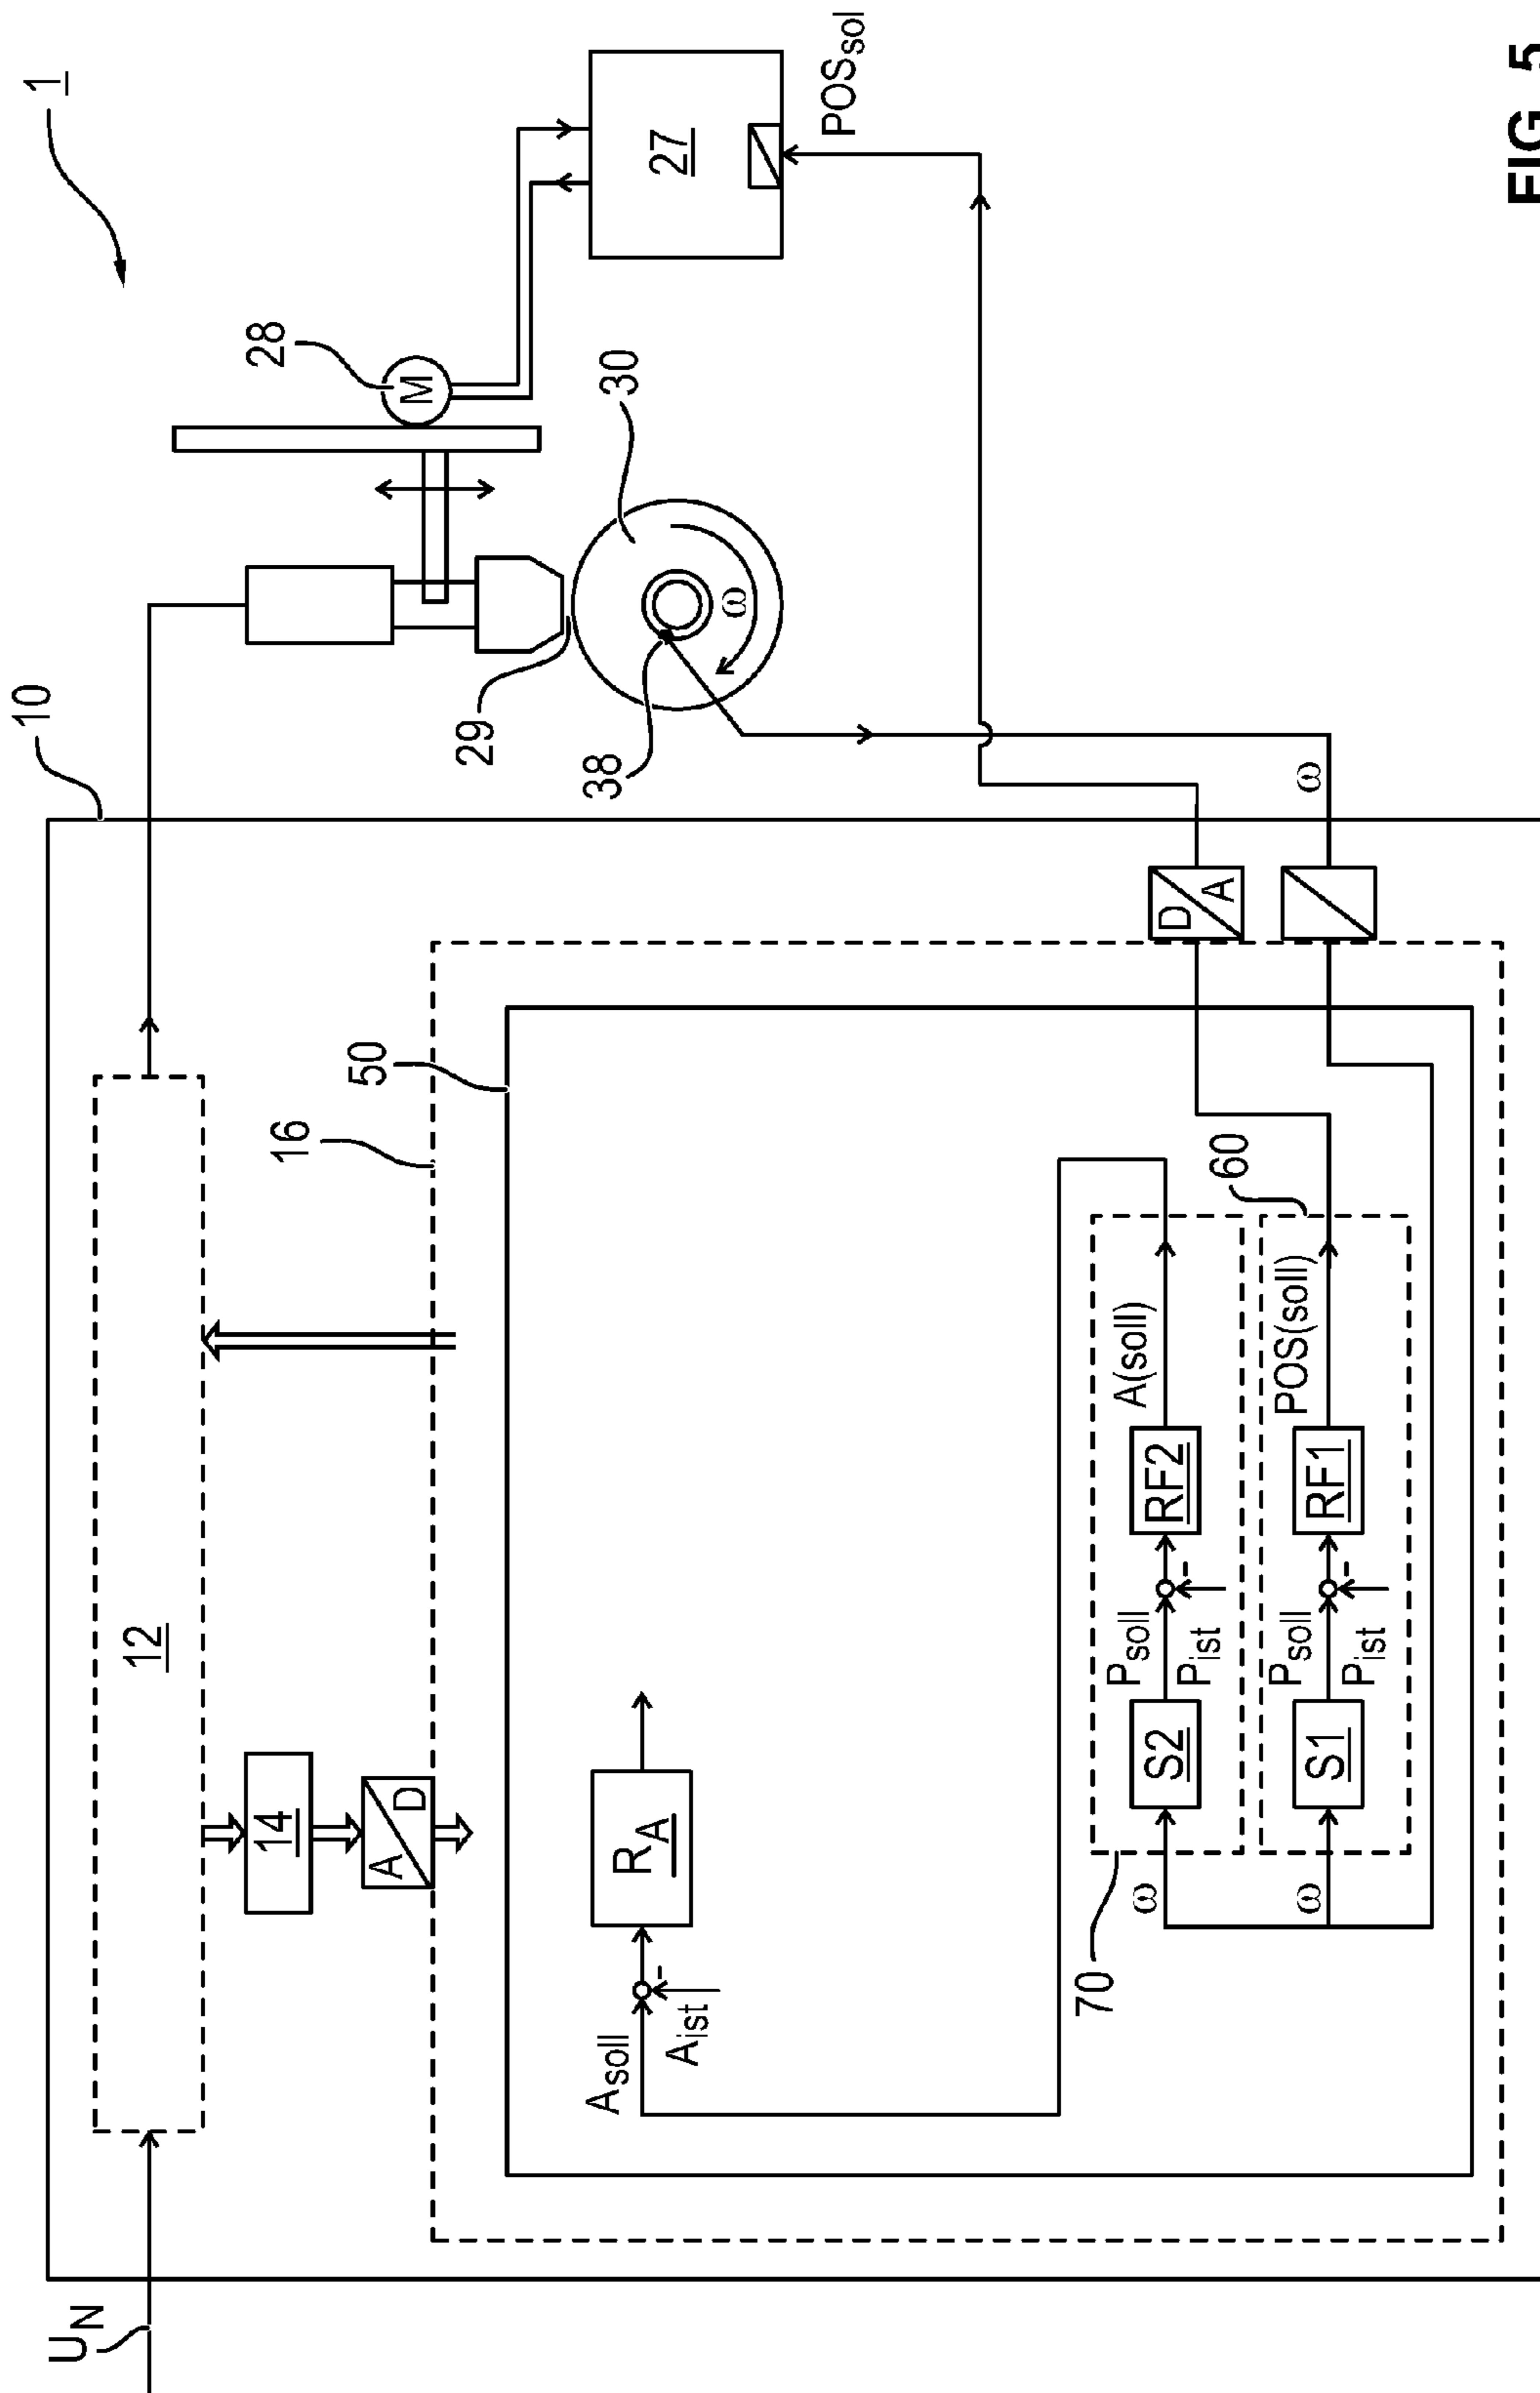 1
28
M
27
POSsol
10
29
38
30
ω
ω
UN
12
14
A
D
16
50
Asoll
Aist
RA
D
A
70
ω
S2
Psoll
Pist
RF2
A(soll)
ω
S1
Psoll
Pist
RF1
POS(soll)
60
-
-
-
FIG. 5